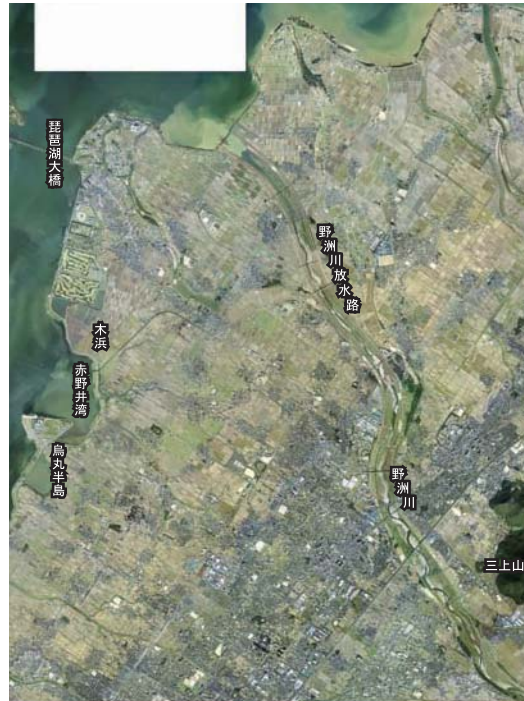 琵琶湖大橋
野洲川放水路
木浜
赤野井湾
烏丸半島
野洲川
三上山